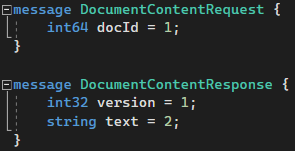 message DocumentContentRequest {
    int64 docId = 1;
}
message DocumentContentResponse {
    int32 version = 1;
    string text = 2;
}